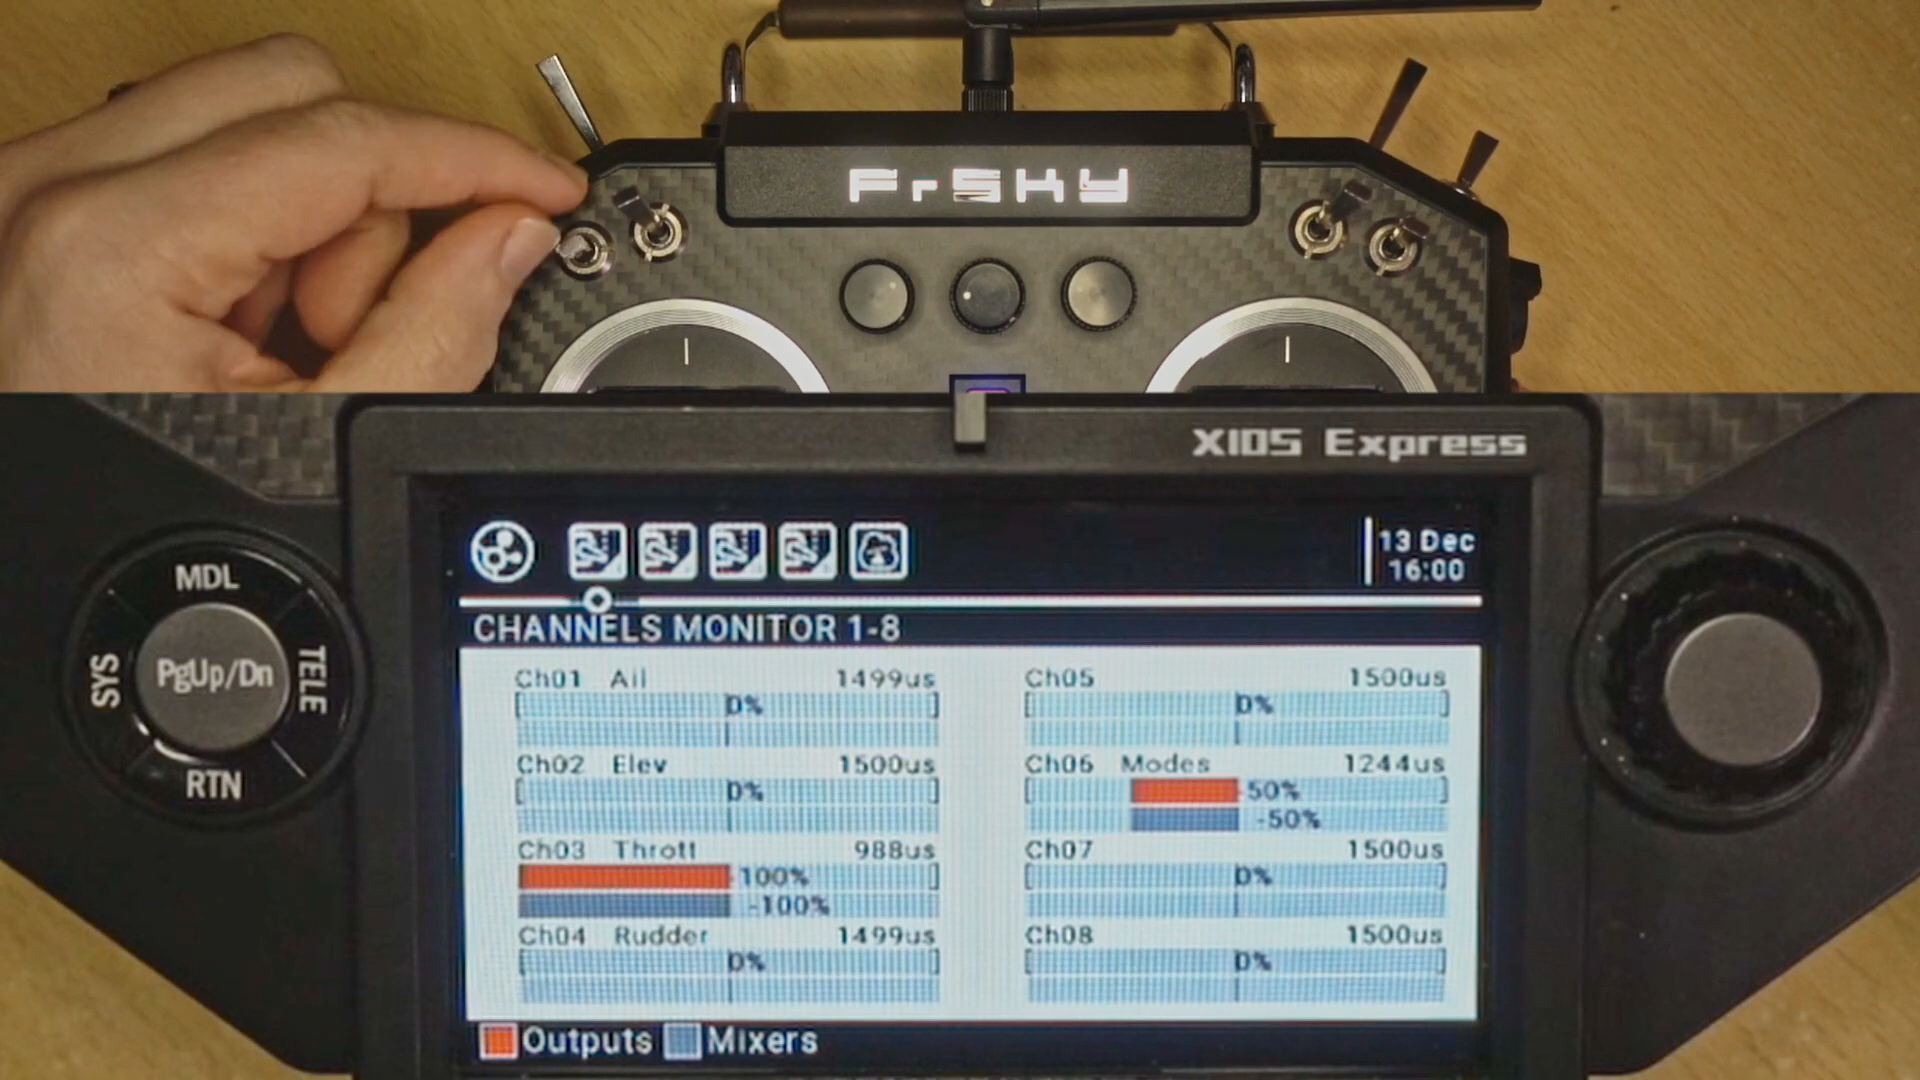 FrSKY
X10S Express
MDL
SYS
PgUp/Dn
TELE
RTN
13 Dec
16:00
CHANNELS MONITOR 1-8
Ch01 Ail 1499us
0%
Ch02 Elev 1500us
0%
Ch03 Thrott 988us
100%
-100%
Ch04 Rudder 1499us
0%
Ch05 1500us
0%
Ch06 Modes 1244us
50%
-50%
Ch07 1500us
0%
Ch08 1500us
0%
Outputs Mixers